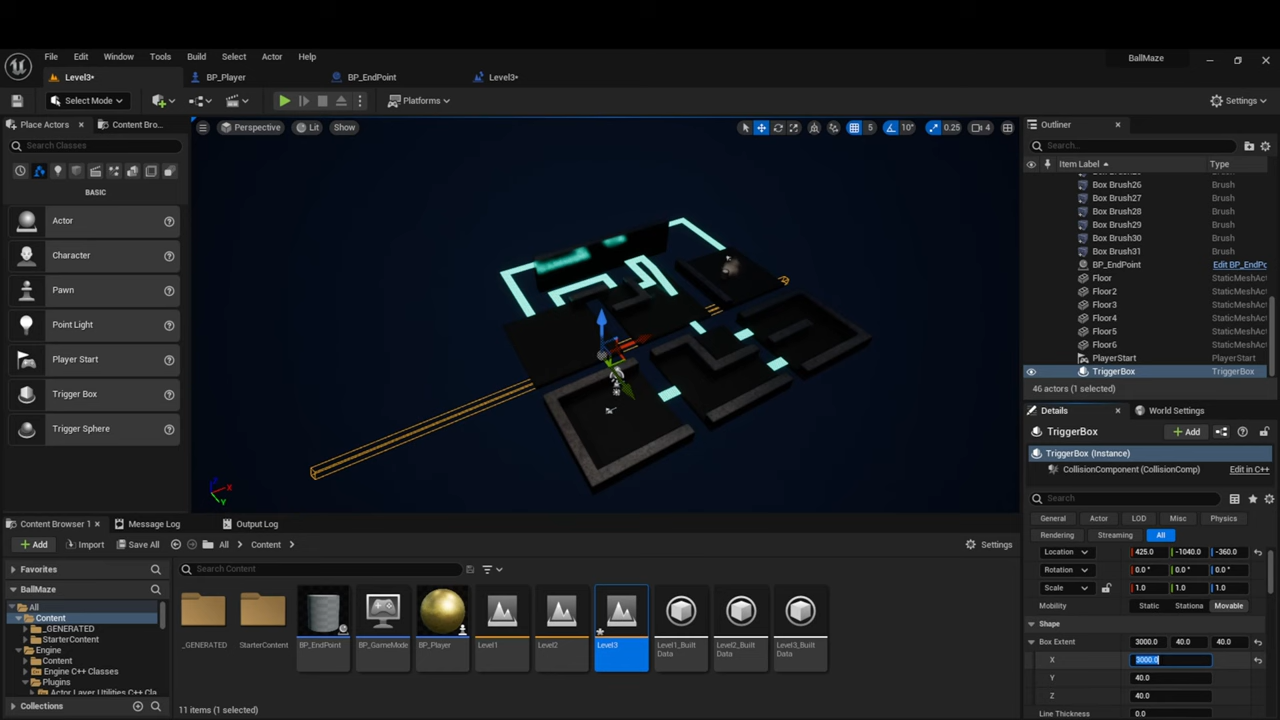 File Edit Window Tools Build Select Actor Help
BallMaze
Level3•
BP_Player
BP_EndPoint
Level3•
Select Mode
Platforms
Settings
Place Actors
Content Bro...
Search Classes
BASIC
Actor
Character
Pawn
Point Light
Player Start
Trigger Box
Trigger Sphere
Perspective
Lit
Show
5
10°
0.25
4
X
Y
Outliner
Search...
Item Label
Type
Box Brush26 Brush
Box Brush27 Brush
Box Brush28 Brush
Box Brush29 Brush
Box Brush30 Brush
Box Brush31 Brush
BP_EndPoint Edit BP_EndPo
Floor StaticMeshAct
Floor2 StaticMeshAct
Floor3 StaticMeshAct
Floor4 StaticMeshAct
Floor5 StaticMeshAct
Floor6 StaticMeshAct
PlayerStart PlayerStart
TriggerBox TriggerBox
46 actors (1 selected)
Details
World Settings
TriggerBox
+ Add
TriggerBox (Instance)
CollisionComponent (CollisionComp) Edit in C++
Search
General Actor LOD Misc Physics
Rendering Streaming All
Location 425.0 -1040.0 -360.0
Rotation 0.0° 0.0° 0.0°
Scale 1.0 1.0 1.0
Mobility Static Stationa Movable
Shape
Box Extent 3000.0 40.0 40.0
X 3000.0
Y 40.0
Z 40.0
Line Thickness 0.0
Content Browser 1
Message Log
Output Log
+ Add
Import
Save All
All
Content
Settings
Favorites
BallMaze
All
Content
_GENERATED
StarterContent
Engine
Content
Engine C++ Classes
Plugins
Actor Layer Utilities C++ Cla
Collections
Search Content
_GENERATED
StarterContent
BP_EndPoint
BP_GameMode
BP_Player
Level1
Level2
Level3
Level1_Built
Data
Level2_Built
Data
Level3_Built
Data
11 items (1 selected)